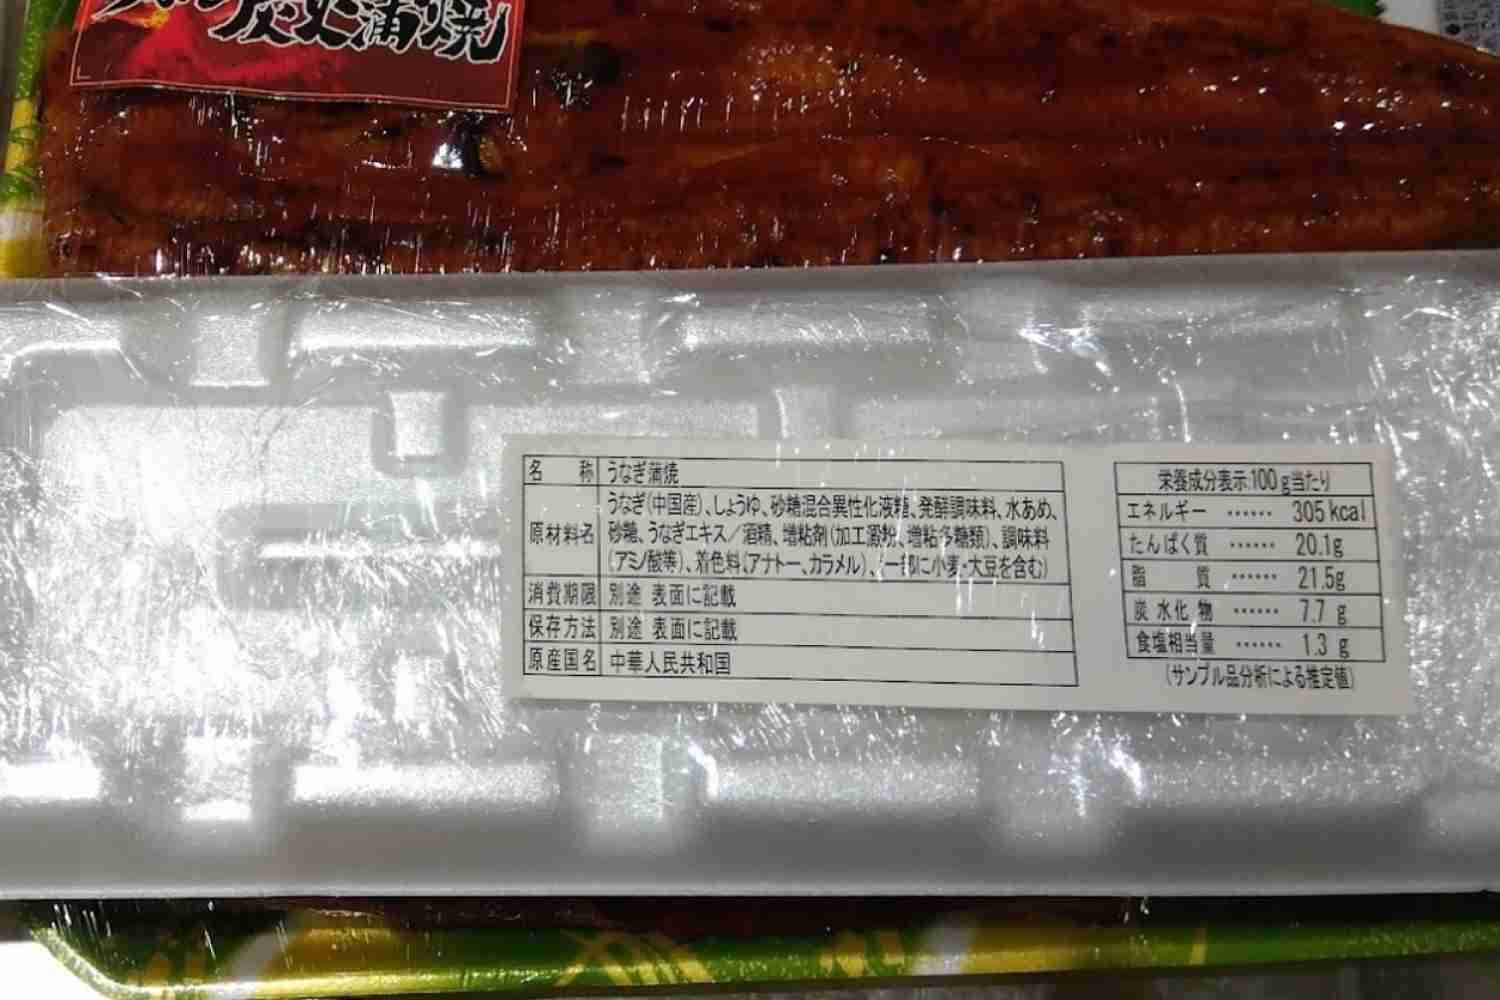 炭火蒲焼
名　　称 うなぎ蒲焼
原材料名 うなぎ(中国産)、しょうゆ、砂糖混合異性化液糖、発酵調味料、水あめ、
砂糖、うなぎエキス／酒精、増粘剤(加工澱粉、増粘多糖類)、調味料
(アミノ酸等)、着色料(アナトー、カラメル)、(一部に小麦・大豆を含む)
消費期限 別途 表面に記載
保存方法 別途 表面に記載
原産国名 中華人民共和国
栄養成分表示:100g当たり
エネルギー ‥‥‥ 305 kcal
たんぱく質 ‥‥‥ 20.1g
脂　　質 ‥‥‥ 21.5g
炭水化物 ‥‥‥ 7.7 g
食塩相当量 ‥‥‥ 1.3 g
(サンプル品分析による推定値)